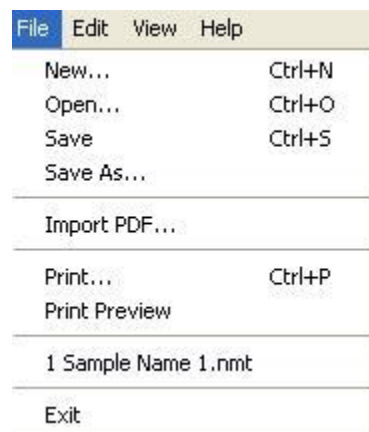 File Edit View Help
New... Ctrl+N
Open... Ctrl+O
Save Ctrl+S
Save As...
Import PDF...
Print... Ctrl+P
Print Preview
1 Sample Name 1.nmt
Exit